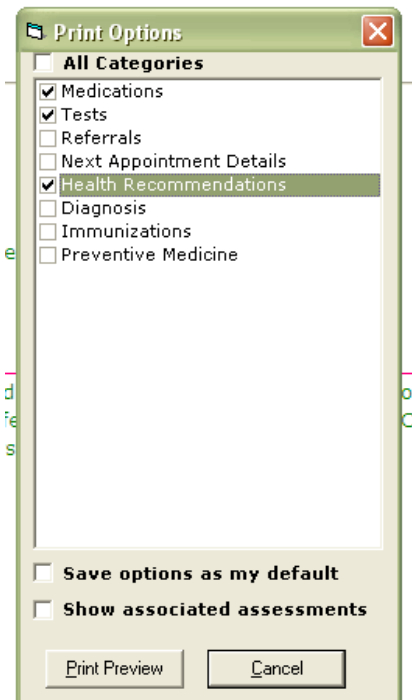 Print Options
All Categories
Medications
Tests
Referrals
Next Appointment Details
Health Recommendations
Diagnosis
Immunizations
Preventive Medicine
Save options as my default
Show associated assessments
Print Preview
Cancel